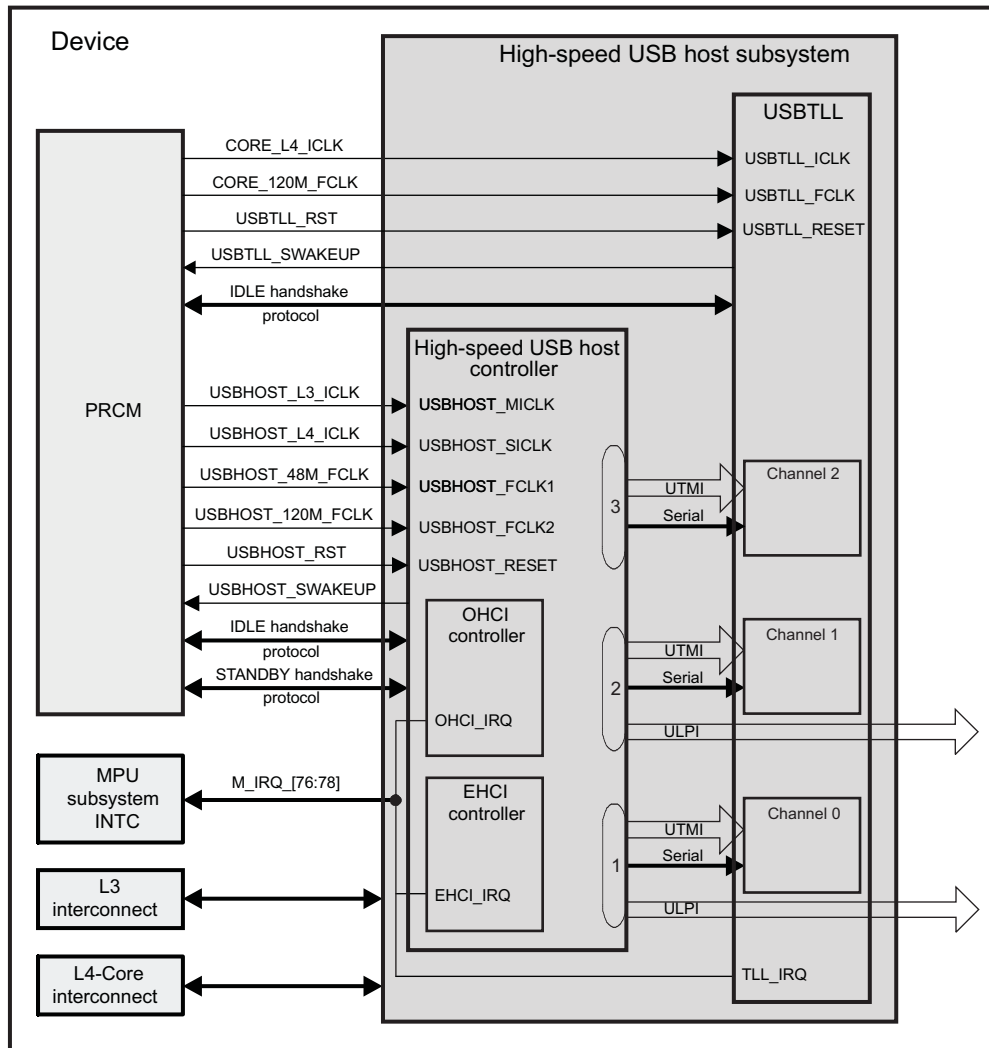 Device
High-speed USB host subsystem
USBTLL
CORE_L4_ICLK
USBTLL_ICLK
CORE_120M_FCLK
USBTLL_FCLK
USBTLL_RST
USBTLL_RESET
USBTLL_SWAKEUP
IDLE handshake
protocol
High-speed USB host
controller
PRCM
USBHOST_L3_ICLK
USBHOST_MICLK
USBHOST_L4_ICLK
USBHOST_SICLK
USBHOST_48M_FCLK
USBHOST_FCLK1
USBHOST_120M_FCLK
USBHOST_FCLK2
USBHOST_RST
USBHOST_RESET
USBHOST_SWAKEUP
IDLE handshake
protocol
STANDBY handshake
protocol
3
UTMI
Serial
Channel 2
OHCI
controller
OHCI_IRQ
2
UTMI
Serial
Channel 1
ULPI
MPU
subsystem
INTC
M_IRQ_[76:78]
EHCI
controller
EHCI_IRQ
1
UTMI
Serial
Channel 0
ULPI
L3
interconnect
L4-Core
interconnect
TLL_IRQ